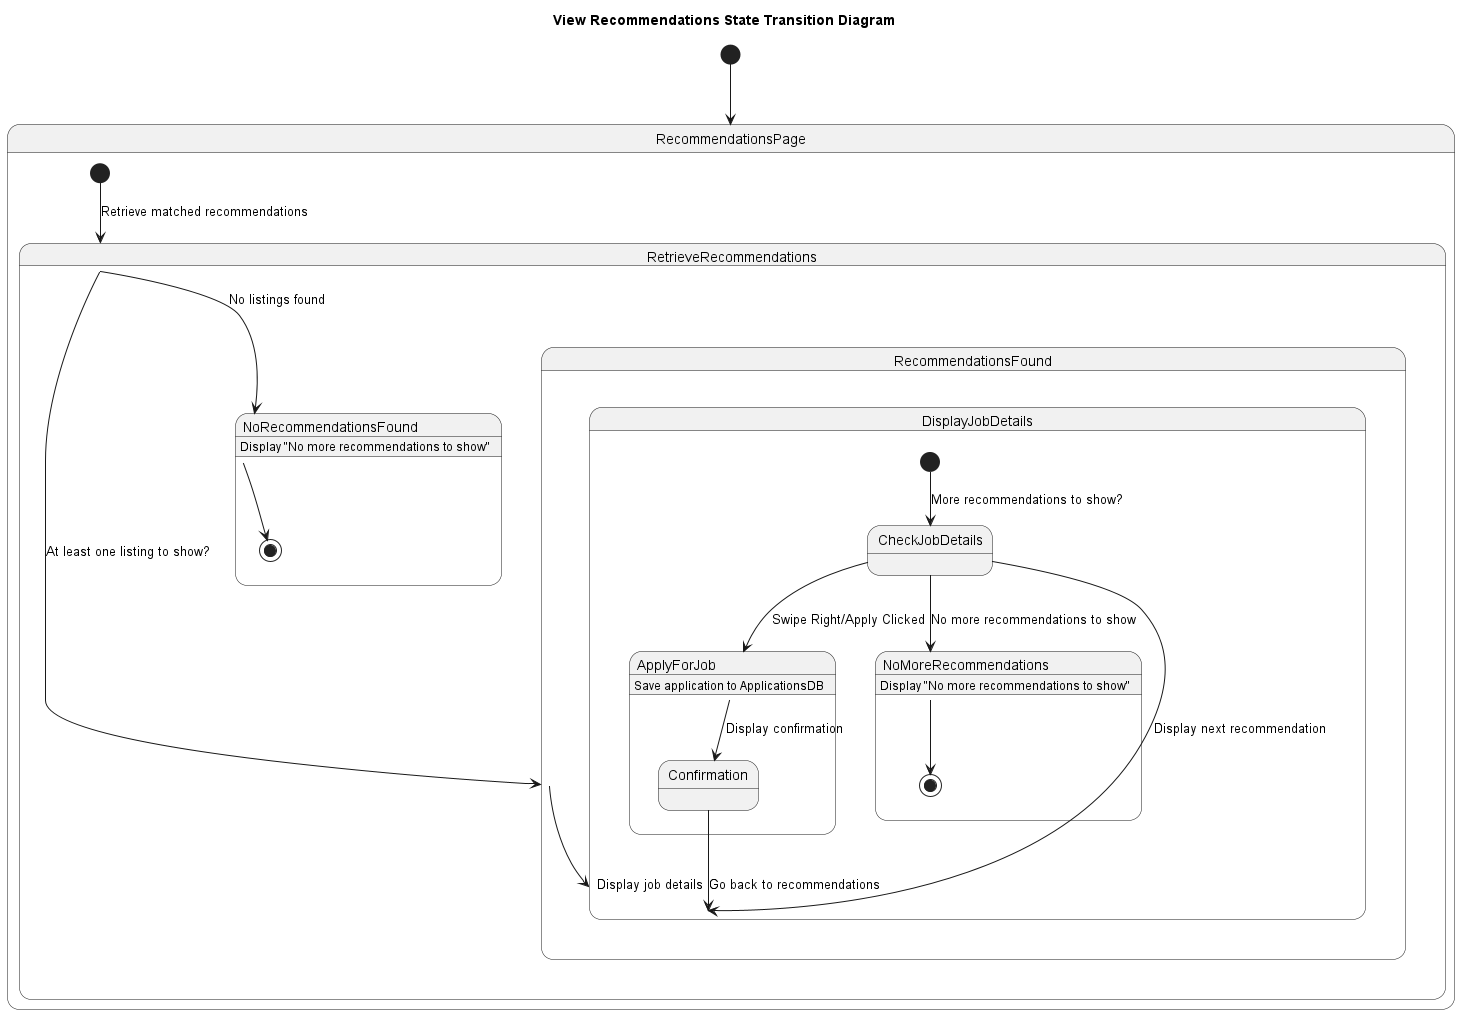 View Recommendations State Transition Diagram
RecommendationsPage
Retrieve matched recommendations
RetrieveRecommendations
No listings found
RecommendationsFound
DisplayJobDetails
NoRecommendationsFound
Display "No more recommendations to show"
More recommendations to show?
CheckJobDetails
At least one listing to show?
Swipe Right/Apply Clicked
No more recommendations to show
ApplyForJob
Save application to ApplicationsDB
NoMoreRecommendations
Display "No more recommendations to show"
Display confirmation
Display next recommendation
Confirmation
Display job details
Go back to recommendations